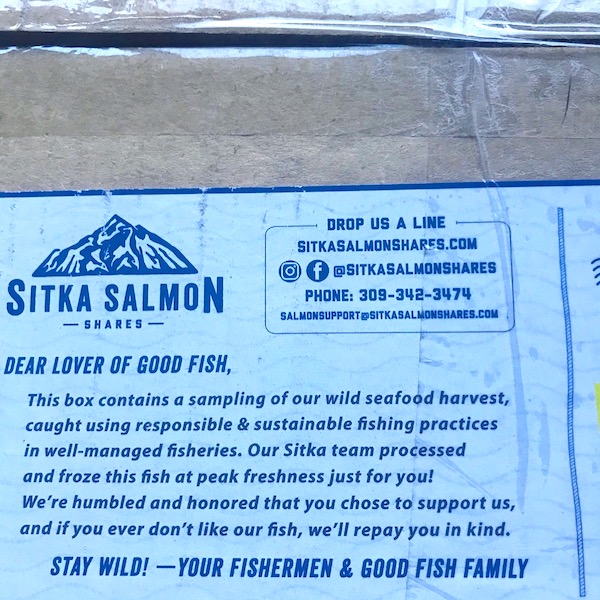 SITKA SALMON
— SHARES —
DROP US A LINE
SITKASALMONSHARES.COM
@SITKASALMONSHARES
PHONE: 309-342-3474
SALMONSUPPORT@SITKASALMONSHARES.COM
DEAR LOVER OF GOOD FISH,
This box contains a sampling of our wild seafood harvest,
caught using responsible & sustainable fishing practices
in well-managed fisheries. Our Sitka team processed
and froze this fish at peak freshness just for you!
We're humbled and honored that you chose to support us,
and if you ever don't like our fish, we'll repay you in kind.
STAY WILD! —YOUR FISHERMEN & GOOD FISH FAMILY